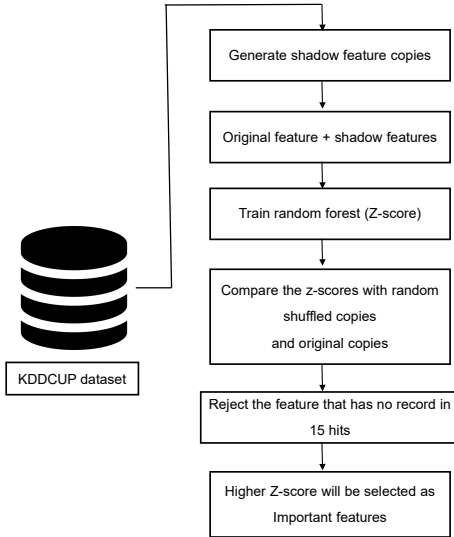 Generate shadow feature copies
Original feature + shadow features
Train random forest (Z-score)
Compare the z-scores with random
shuffled copies
and original copies
KDDCUP dataset
Reject the feature that has no record in
15 hits
Higher Z-score will be selected as
Important features